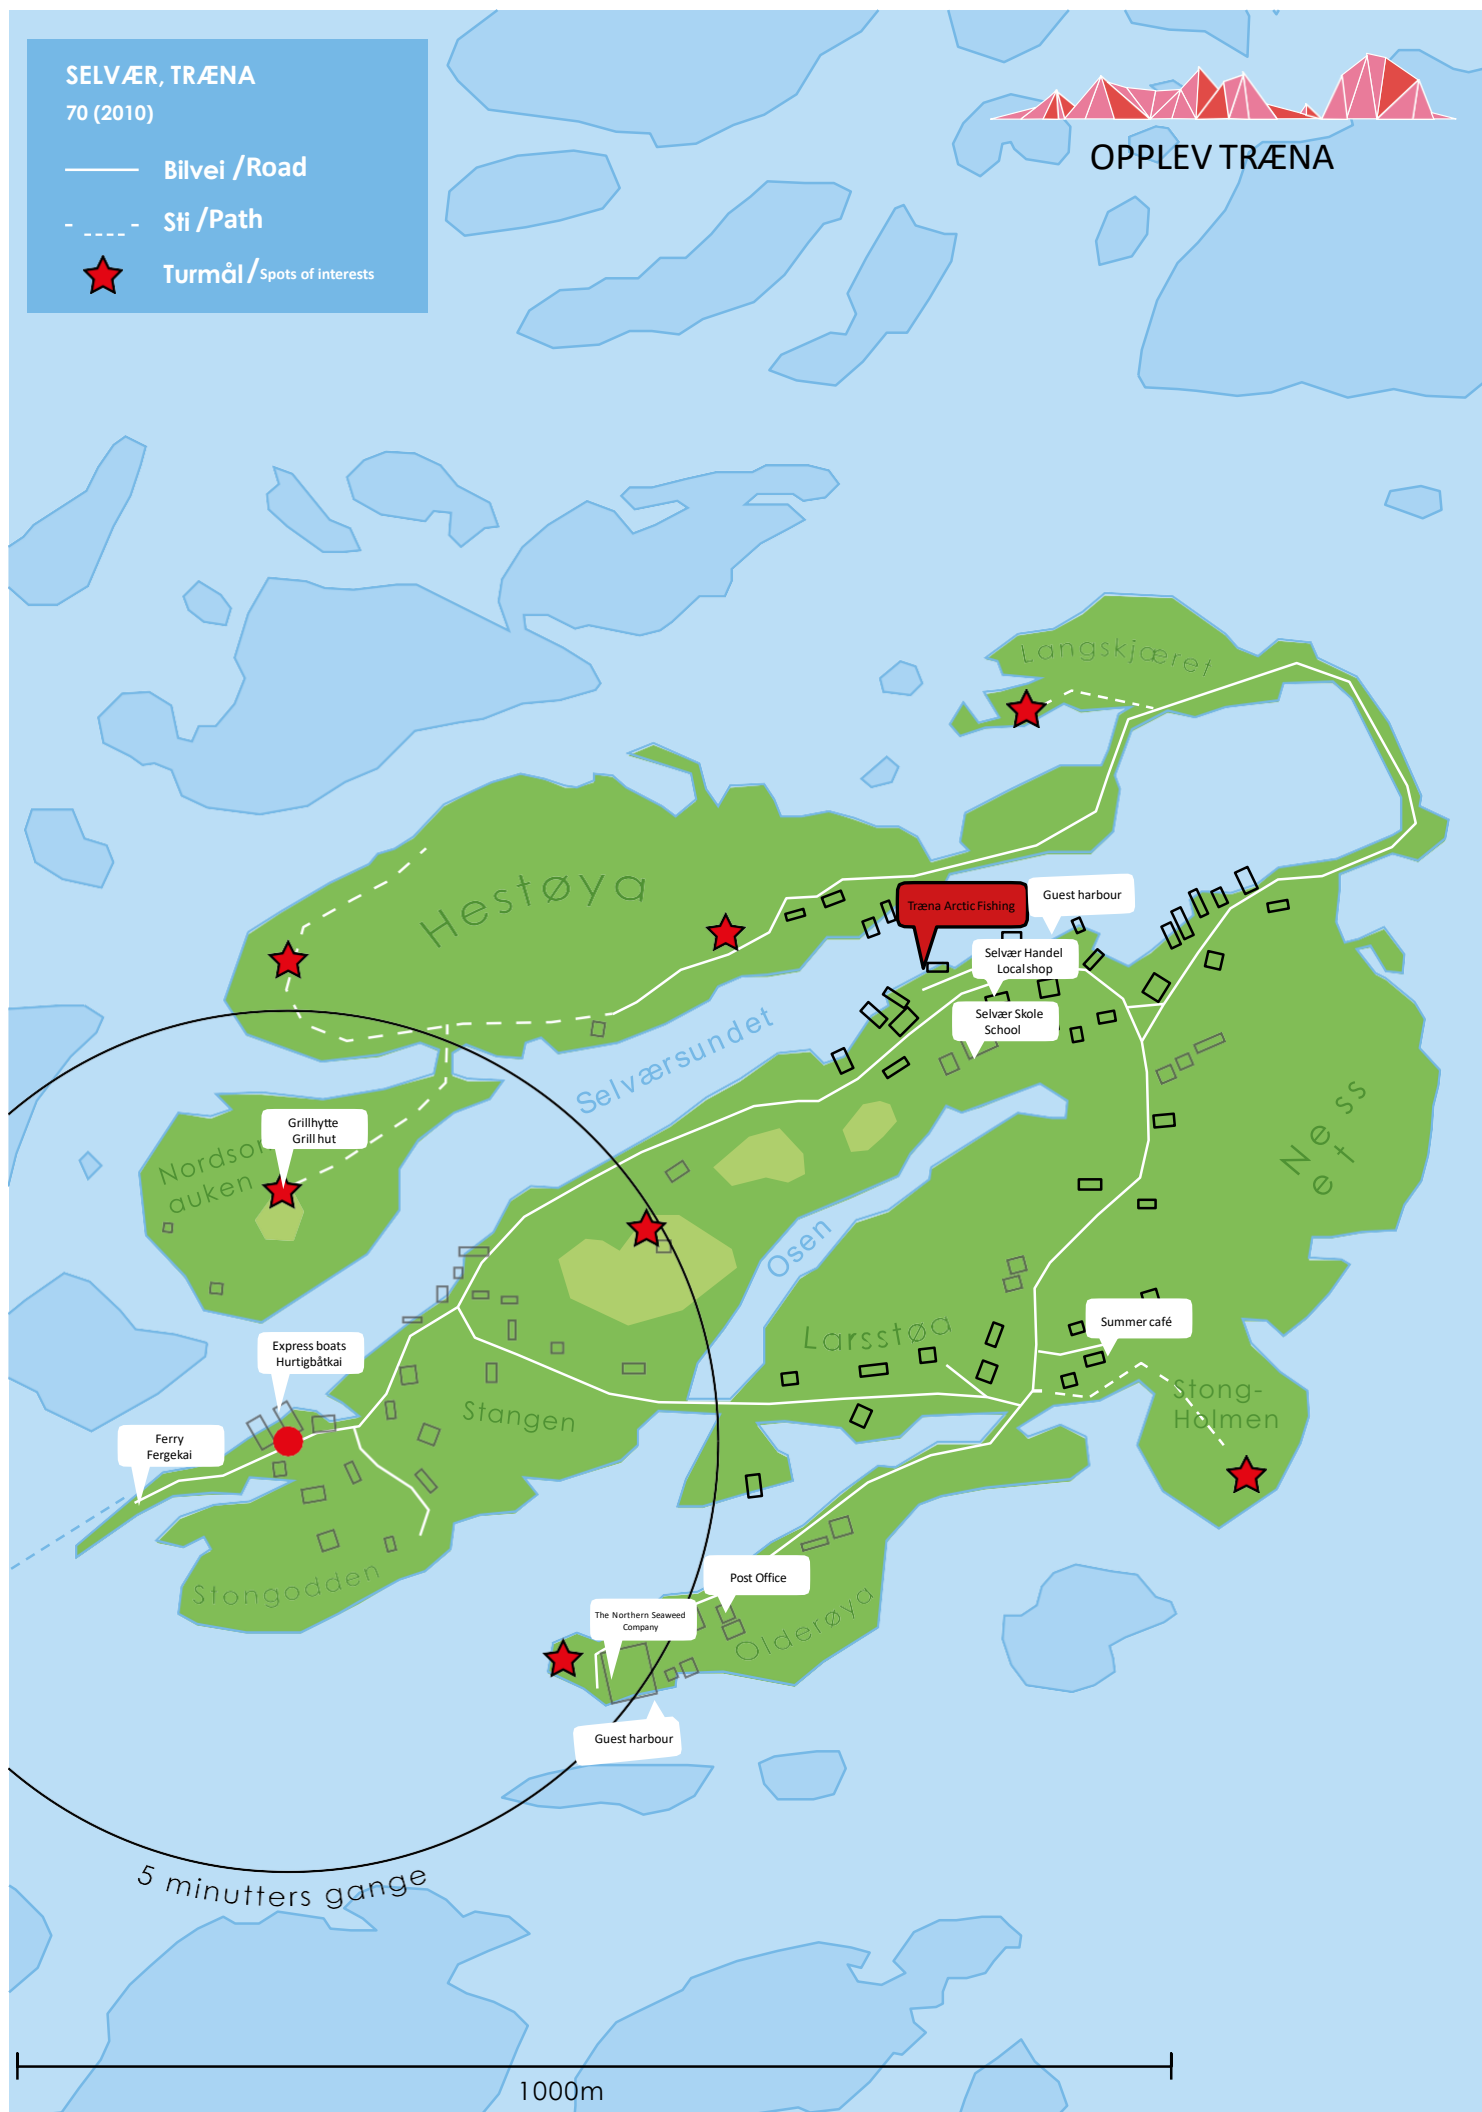 SELVÆR, TRÆNA
70 (2010)
Bilvei /Road
Sti /Path
Turmål /Spots of interests
OPPLEV TRÆNA
Langskjæret
Hestøya
Træna Arctic Fishing
Guest harbour
Selvær Handel
Local shop
Selvær Skole
School
Selværsundet
Grillhytte
Grill hut
Nordsor
auken
Ness
et
Osen
Larsstøa
Summer café
Express boats
Hurtigbåtkai
Stong-
Holmen
Stangen
Ferry
Fergekai
Stongodden
Post Office
The Northern Seaweed
Company
Olderøya
Guest harbour
5 minutters gange
1000m